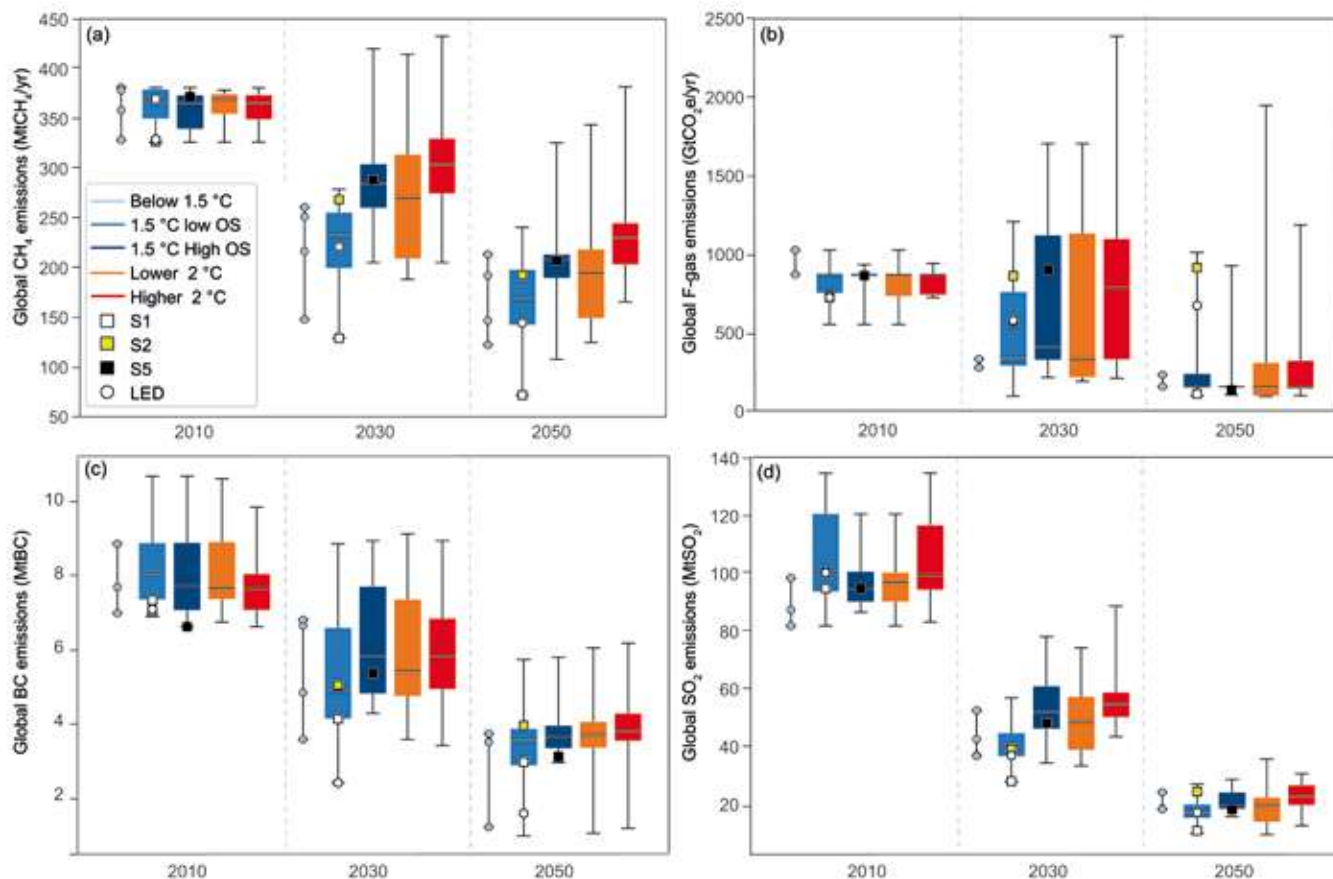 (a)
Global CH₄ emissions (MtCH₄/yr)
450
400
350
300
250
200
150
100
50
Below 1.5 °C
1.5 °C low OS
1.5 °C High OS
Lower 2 °C
Higher 2 °C
S1
S2
S5
LED
2010
2030
2050
(b)
Global F-gas emissions (GtCO₂e/yr)
2500
2000
1500
1000
500
0
2010
2030
2050
(c)
Global BC emissions (MtBC)
10
8
6
4
2
2010
2030
2050
(d)
Global SO₂ emissions (MtSO₂)
140
120
100
80
60
40
20
2010
2030
2050